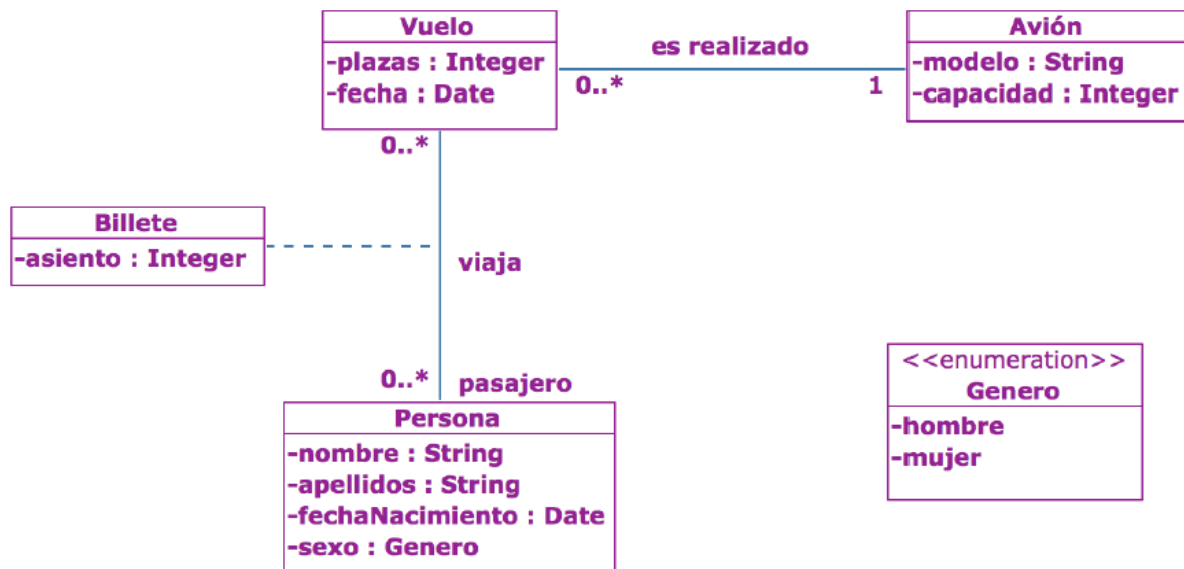 Vuelo
-plazas : Integer
-fecha : Date
0..*
es realizado
0..*
1
Avión
-modelo : String
-capacidad : Integer
Billete
-asiento : Integer
viaja
0..*
pasajero
Persona
-nombre : String
-apellidos : String
-fechaNacimiento : Date
-sexo : Genero
<<enumeration>>
Genero
-hombre
-mujer